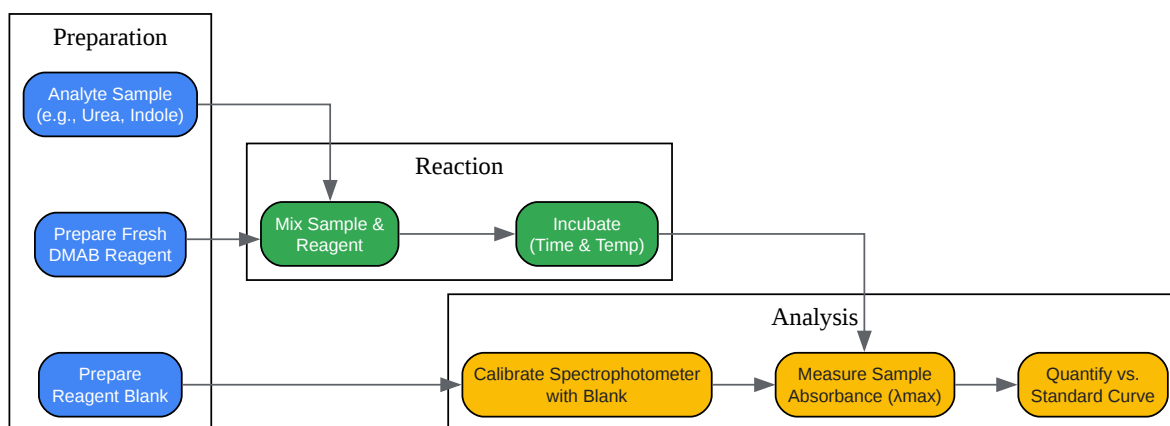 Preparation
Analyte Sample
(e.g., Urea, Indole)
Prepare Fresh
DMAB Reagent
Prepare
Reagent Blank
Reaction
Mix Sample &
Reagent
Incubate
(Time & Temp)
Analysis
Calibrate Spectrophotometer
with Blank
Measure Sample
Absorbance (λmax)
Quantify vs.
Standard Curve